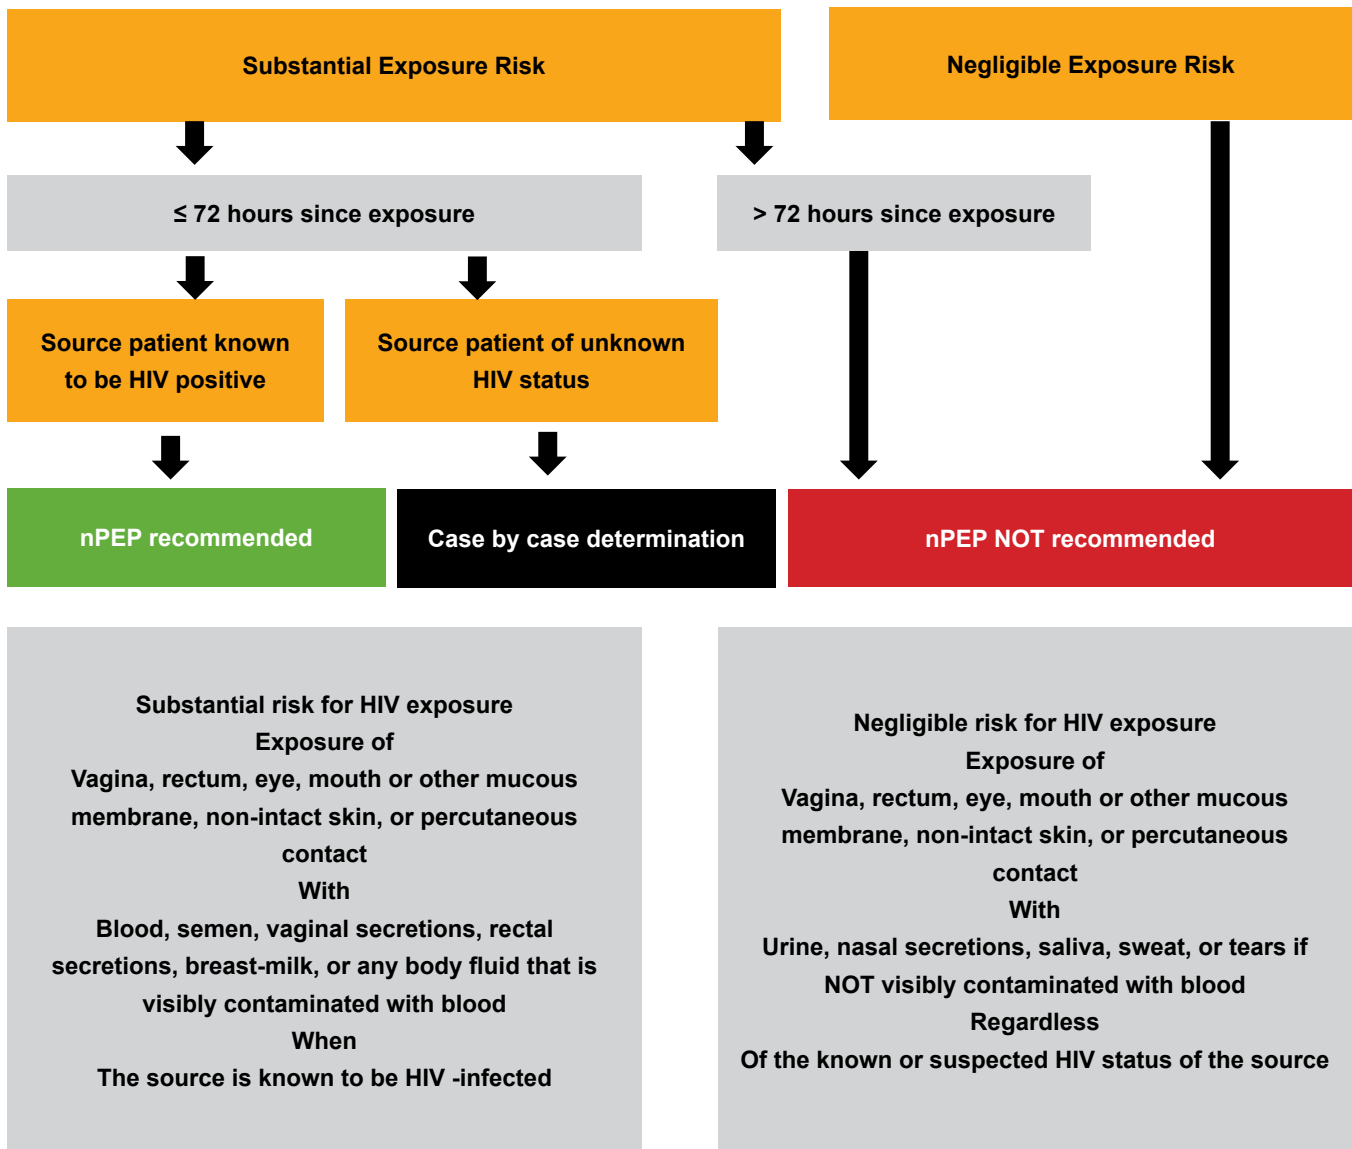 Substantial Exposure Risk
Negligible Exposure Risk
≤ 72 hours since exposure
> 72 hours since exposure
Source patient known
to be HIV positive
Source patient of unknown
HIV status
nPEP recommended
Case by case determination
nPEP NOT recommended
Substantial risk for HIV exposure
Exposure of
Vagina, rectum, eye, mouth or other mucous
membrane, non-intact skin, or percutaneous
contact
With
Blood, semen, vaginal secretions, rectal
secretions, breast-milk, or any body fluid that is
visibly contaminated with blood
When
The source is known to be HIV -infected
Negligible risk for HIV exposure
Exposure of
Vagina, rectum, eye, mouth or other mucous
membrane, non-intact skin, or percutaneous
contact
With
Urine, nasal secretions, saliva, sweat, or tears if
NOT visibly contaminated with blood
Regardless
Of the known or suspected HIV status of the source